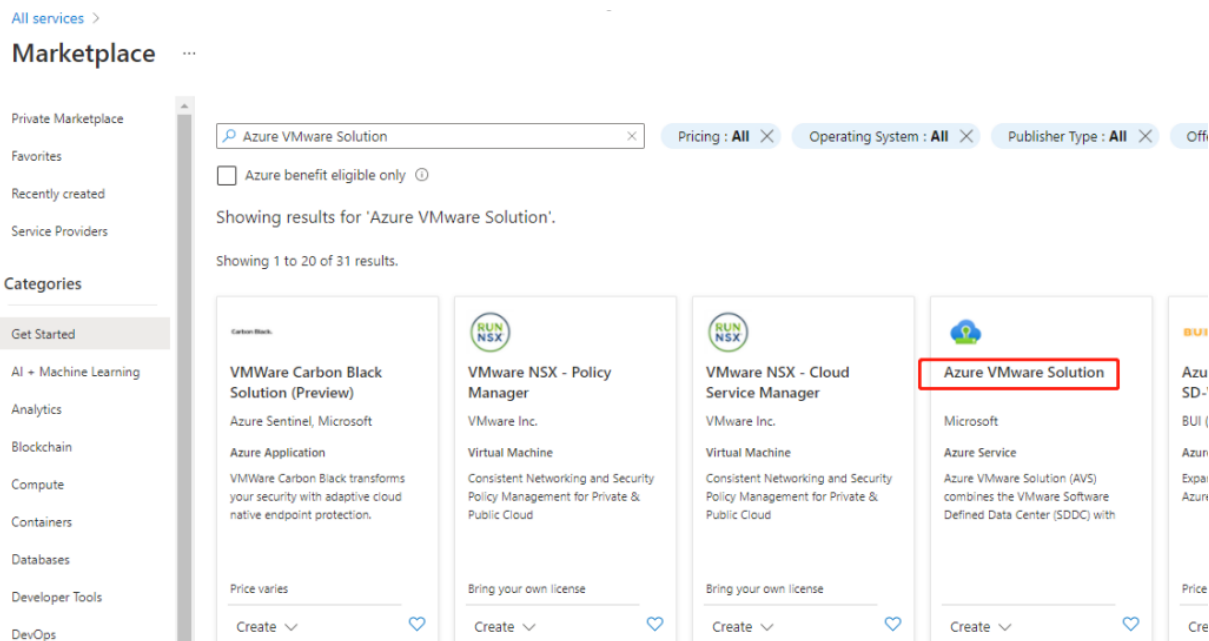 All services >
Marketplace ...
Private Marketplace
Favorites
Recently created
Service Providers
Categories
Get Started
AI + Machine Learning
Analytics
Blockchain
Compute
Containers
Databases
Developer Tools
DevOps
Azure VMware Solution
Pricing : All
Operating System : All
Publisher Type : All
Azure benefit eligible only
Showing results for 'Azure VMware Solution'.
Showing 1 to 20 of 31 results.
Carbon Black.
VMWare Carbon Black
Solution (Preview)
Azure Sentinel, Microsoft
Azure Application
VMWare Carbon Black transforms
your security with adaptive cloud
native endpoint protection.
Price varies
Create
RUN
NSX
VMware NSX - Policy
Manager
VMware Inc.
Virtual Machine
Consistent Networking and Security
Policy Management for Private &
Public Cloud
Bring your own license
Create
RUN
NSX
VMware NSX - Cloud
Service Manager
VMware Inc.
Virtual Machine
Consistent Networking and Security
Policy Management for Private &
Public Cloud
Bring your own license
Create
Azure VMware Solution
Microsoft
Azure Service
Azure VMware Solution (AVS)
combines the VMware Software
Defined Data Center (SDDC) with
Create
BUI (
Price